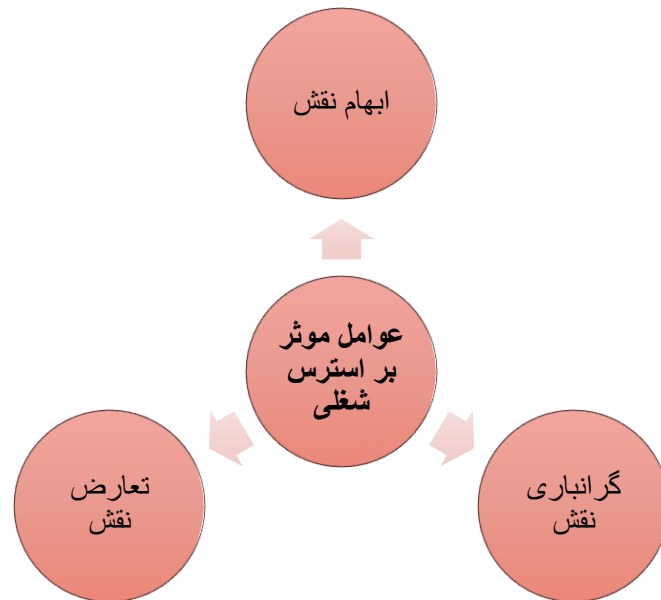 ابهام نقش
عوامل موثر
بر استرس
شغلی
تعارض
نقش
گرانباری
نقش